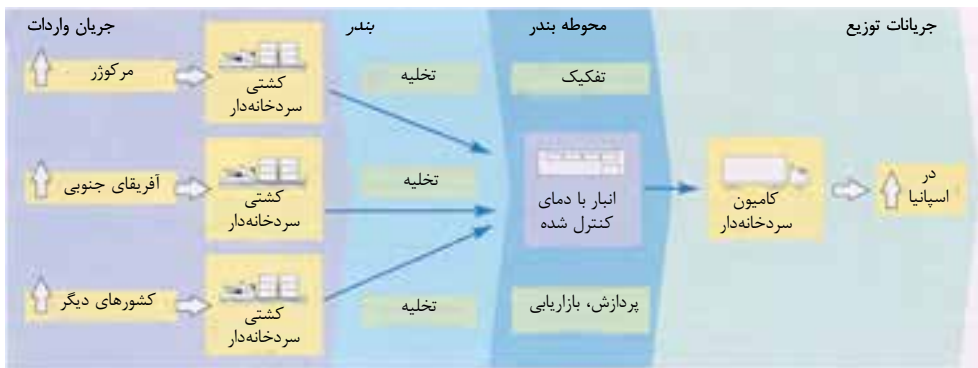 جریان واردات
بندر
محوطه بندر
جریانات توزیع
مرکوژر
کشتی
سردخانه‌دار
تخلیه
تفکیک
آفریقای جنوبی
کشتی
سردخانه‌دار
تخلیه
انبار با دمای
کنترل شده
کامیون
سردخانه‌دار
در
اسپانیا
کشورهای دیگر
کشتی
سردخانه‌دار
تخلیه
پردازش، بازاریابی